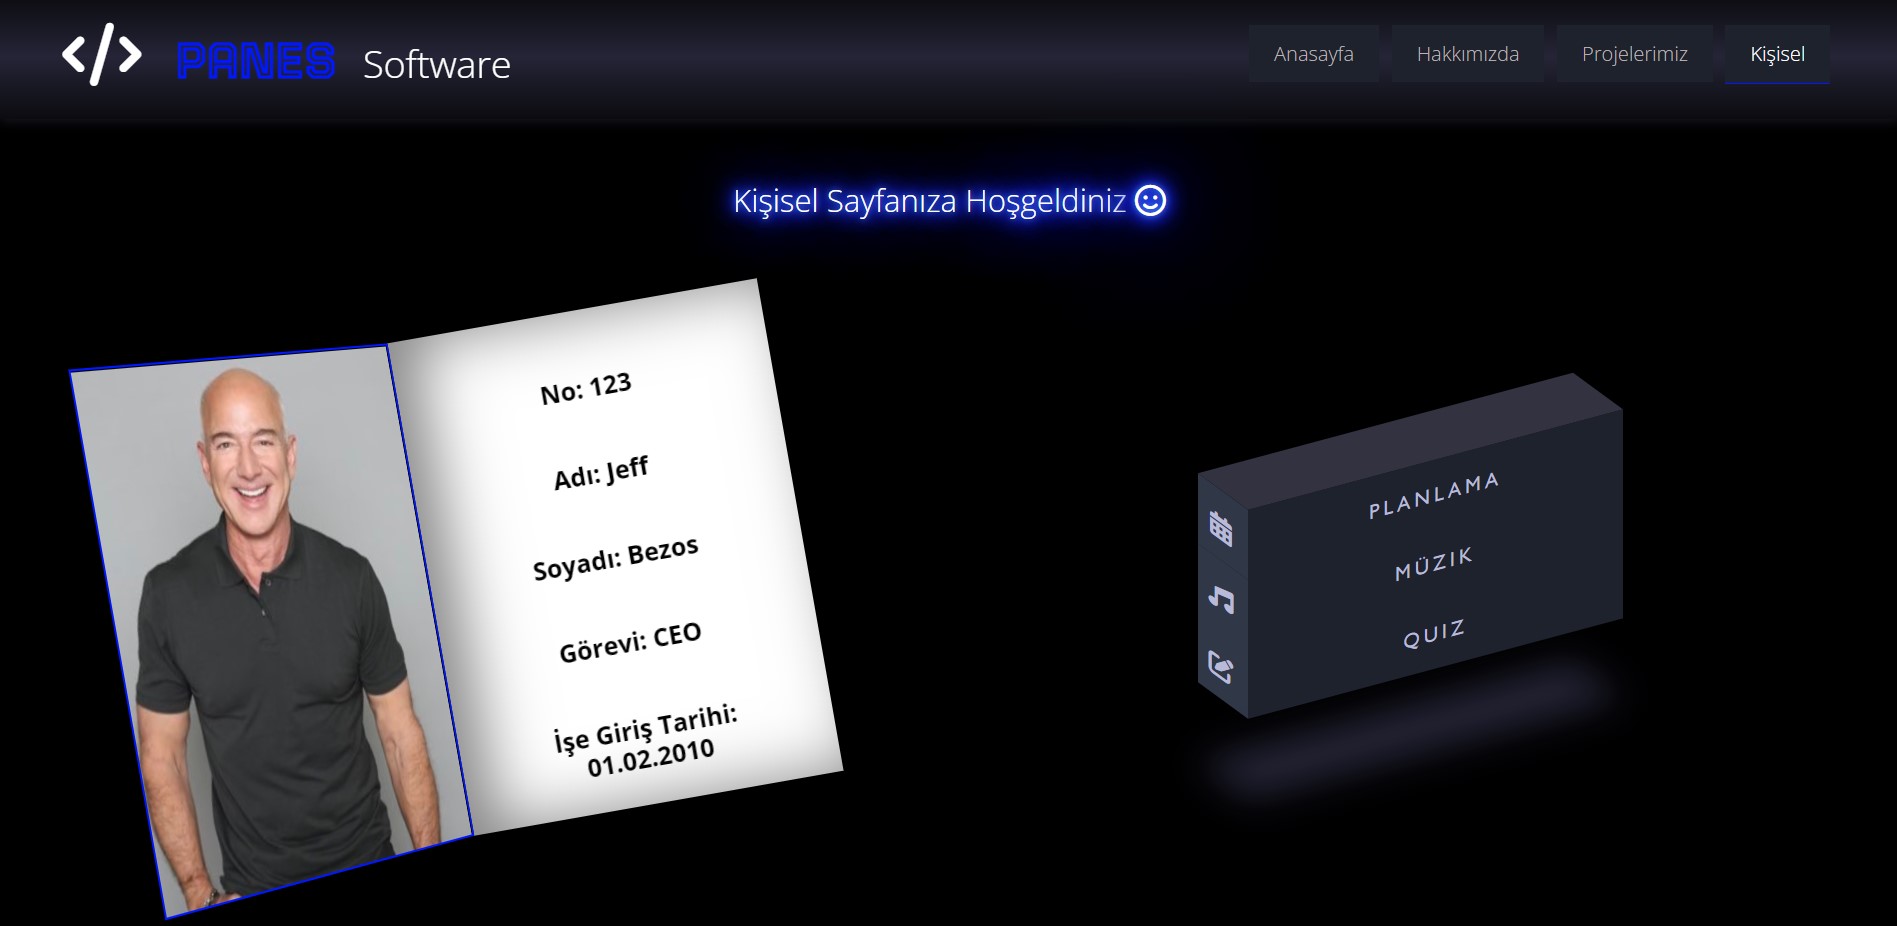 </> PANES Software
Anasayfa Hakkımızda Projelerimiz Kişisel
Kişisel Sayfanıza Hoşgeldiniz
No: 123
Adı: Jeff
Soyadı: Bezos
Görevi: CEO
İşe Giriş Tarihi:
01.02.2010
PLANLAMA
MÜZIK
QUIZ